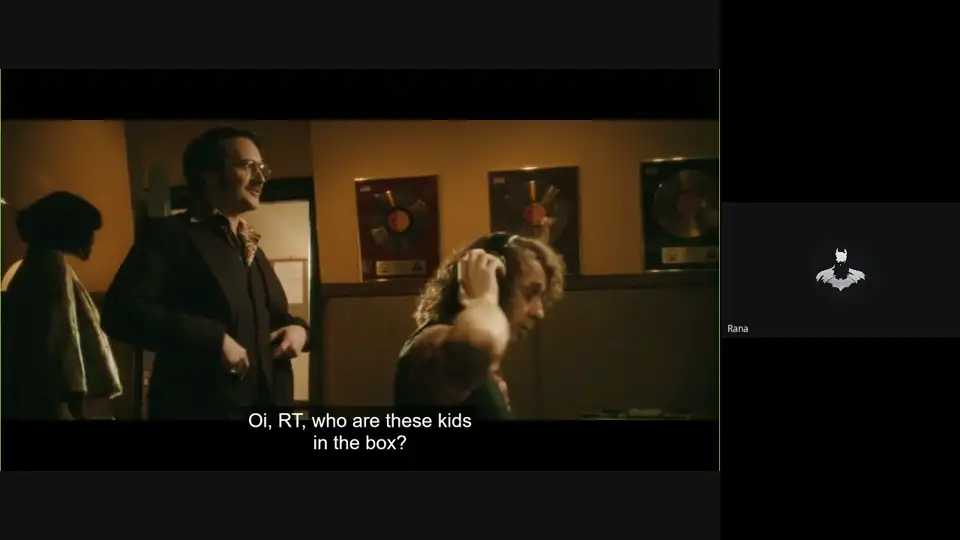 Oi, RT, who are these kids
in the box?
Rana